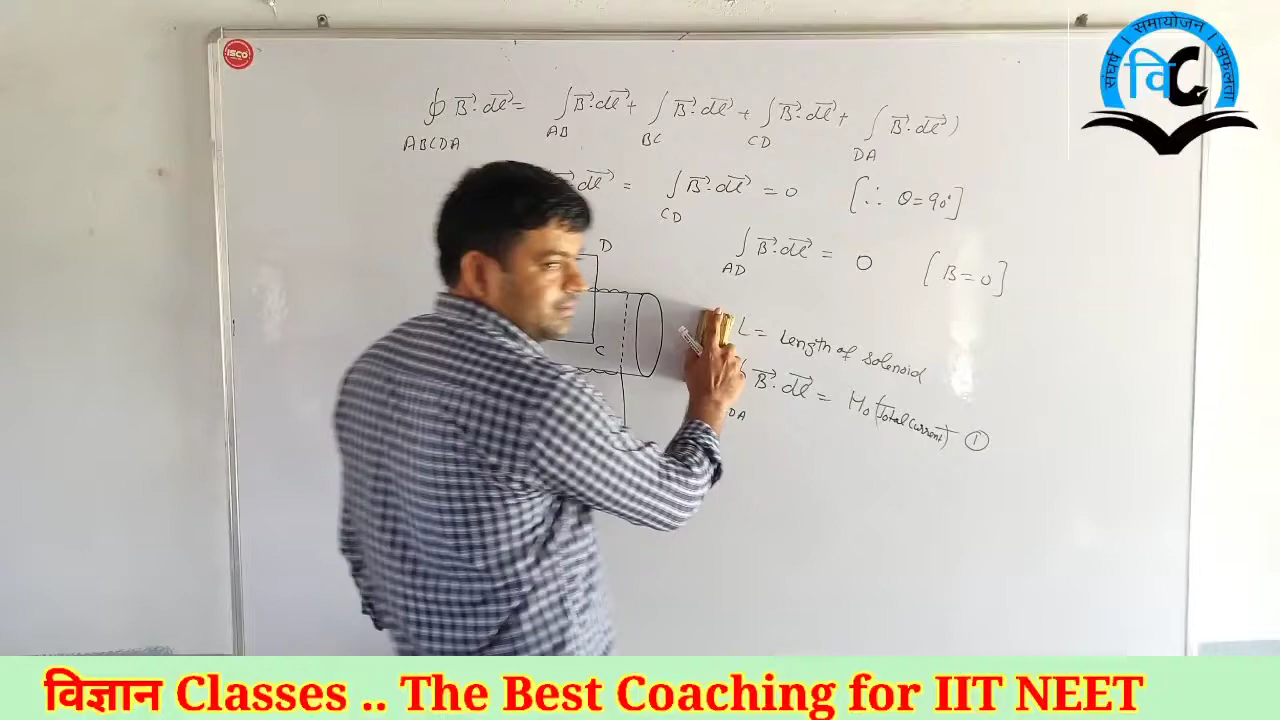 ISCO
संघर्ष । समायोजन । सफलता
वि C
∮ B⃗·dl⃗ = ∫ B⃗·dl⃗ + ∫ B⃗·dl⃗ + ∫ B⃗·dl⃗ + ∫ B⃗·dl⃗)
ABCDA AB BC CD DA
dl⃗ = ∫ B⃗·dl⃗ = 0 [∴ θ=90°]
CD
∫ B⃗·dl⃗ = 0 [B=0]
AD
D
C
L = Length of solenoid
B⃗·dl⃗ = M₀(Total current) – ①
DA
विज्ञान Classes .. The Best Coaching for IIT NEET